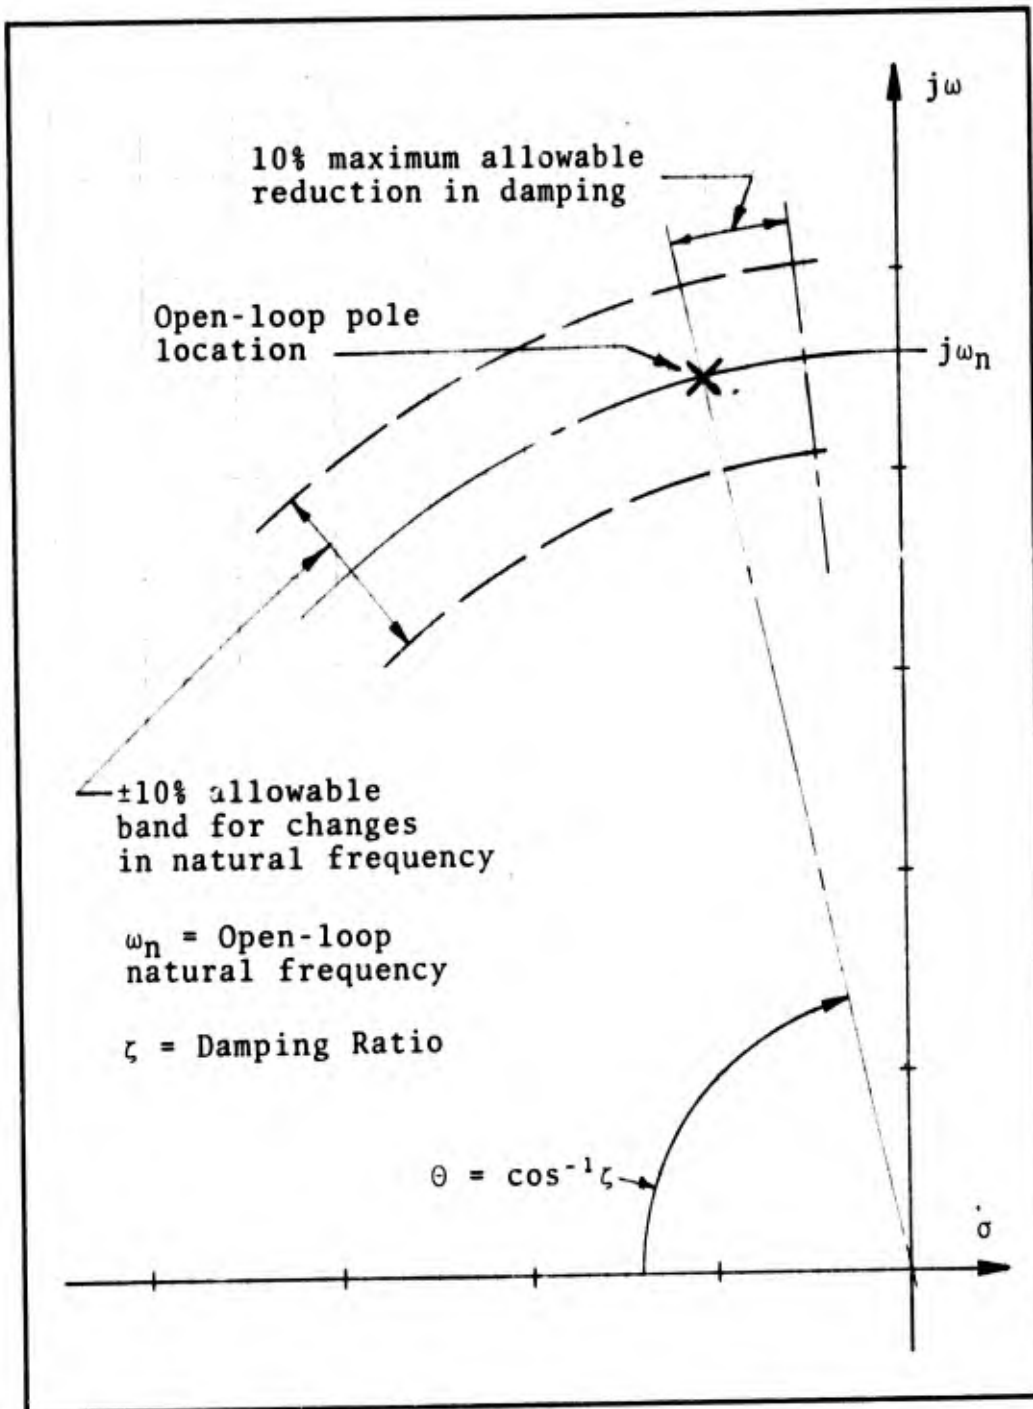 jω
10% maximum allowable
reduction in damping
Open-loop pole
location
jωn
±10% allowable
band for changes
in natural frequency
ωn = Open-loop
natural frequency
ζ = Damping Ratio
Θ = cos⁻¹ζ
σ